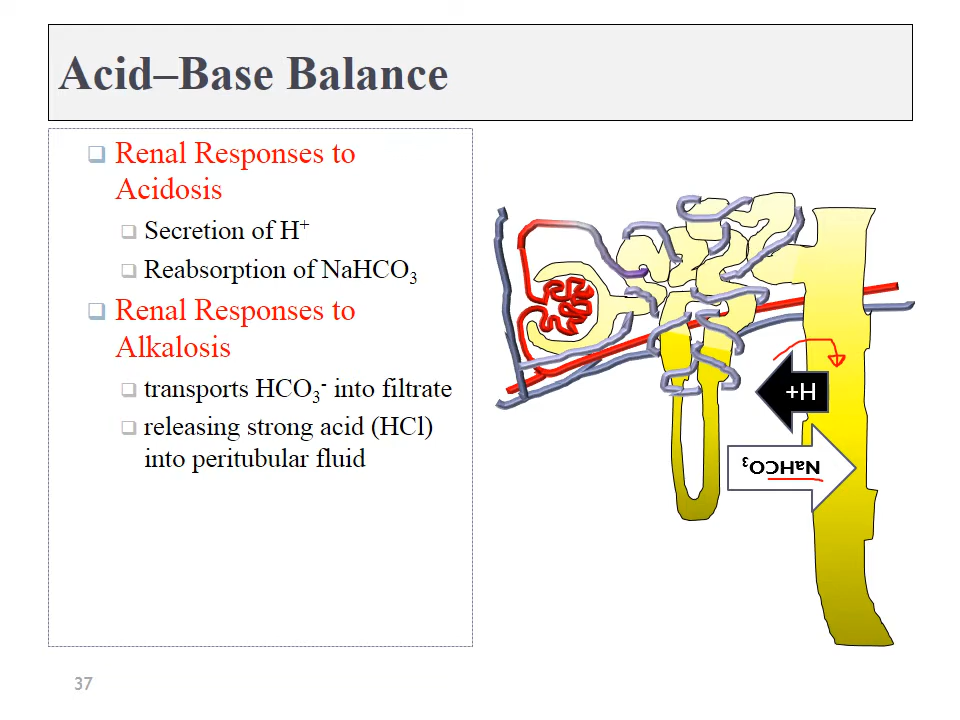 Acid–Base Balance
Renal Responses to
Acidosis
Secretion of H⁺
Reabsorption of NaHCO₃
Renal Responses to
Alkalosis
transports HCO₃⁻ into filtrate
releasing strong acid (HCl)
into peritubular fluid
H+
NaHCO₃
37